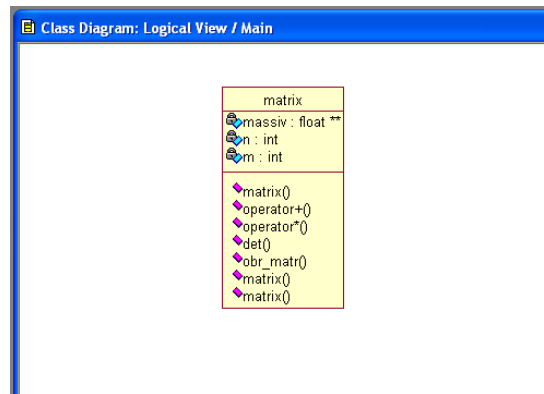 Class Diagram: Logical View / Main
matrix
massiv : float **
n : int
m : int
matrix()
operator+()
operator*()
det()
obr_matr()
matrix()
matrix()